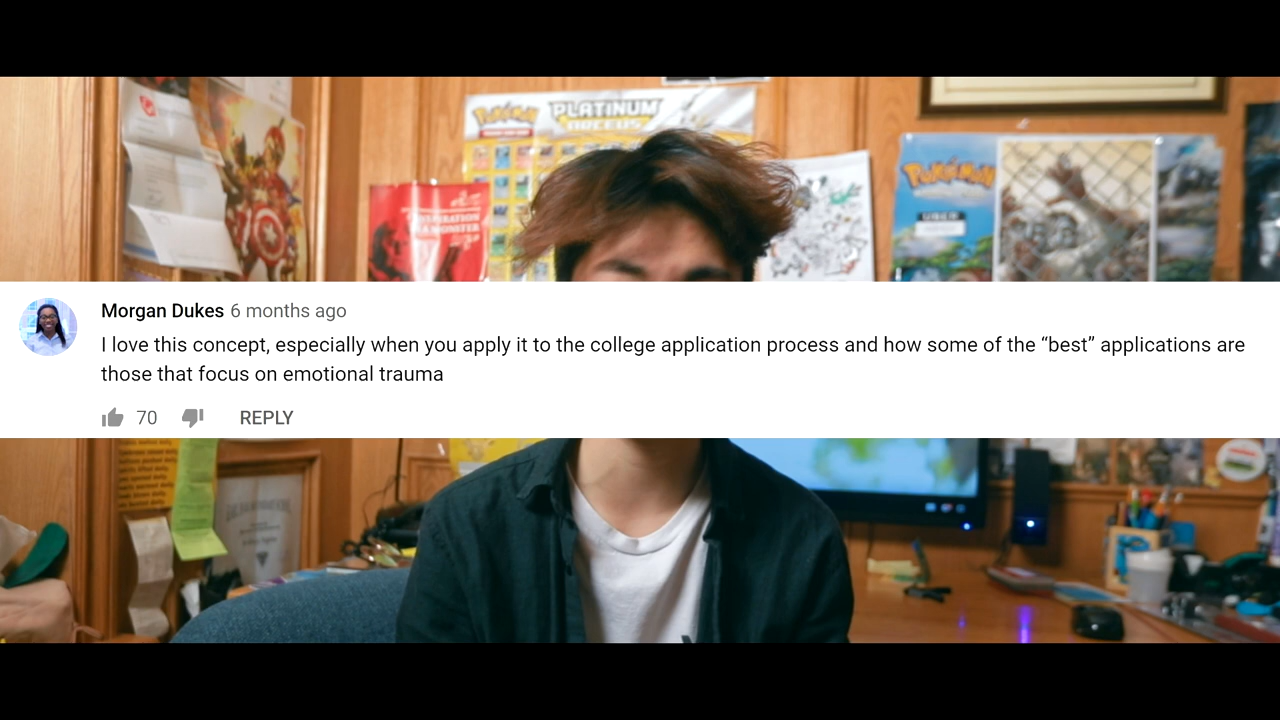 POKéMON
PLATINUM
ARCEUS
POKéMON
Morgan Dukes 6 months ago
I love this concept, especially when you apply it to the college application process and how some of the “best” applications are
those that focus on emotional trauma
70
REPLY